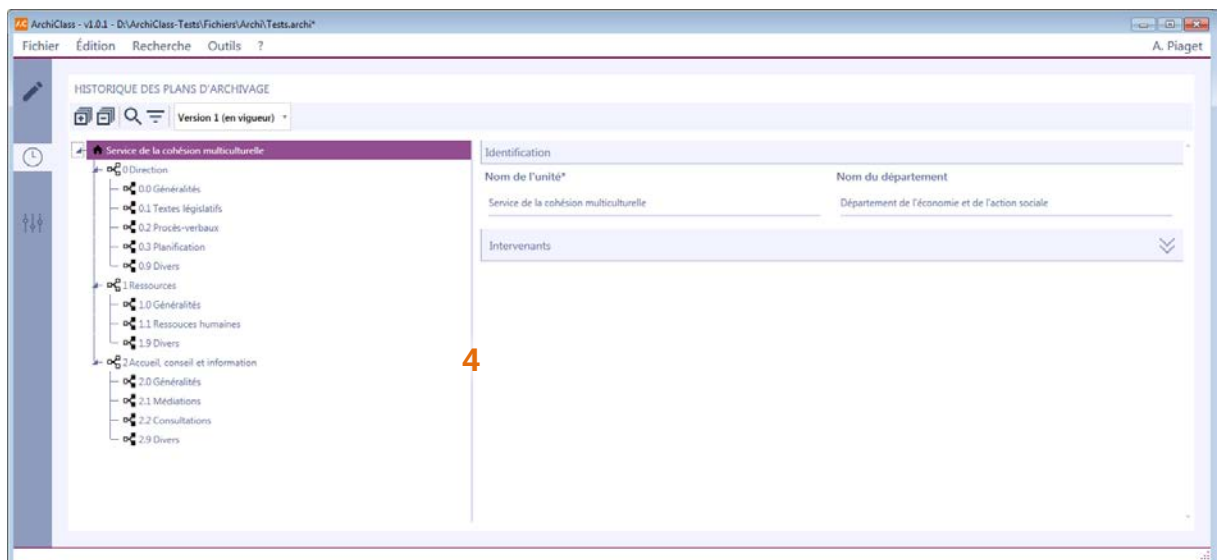 A.C ArchiClass - v1.0.1 - D:\ArchiClass-Tests\Fichiers\Archi\Tests.archi*
Fichier Édition Recherche Outils ? A. Piaget
HISTORIQUE DES PLANS D'ARCHIVAGE
Version 1 (en vigueur)
Service de la cohésion multiculturelle
0 Direction
0.0 Généralités
0.1 Textes législatifs
0.2 Procès-verbaux
0.3 Planification
0.9 Divers
1 Ressources
1.0 Généralités
1.1 Ressouces humaines
1.9 Divers
2 Accueil, conseil et information
2.0 Généralités
2.1 Médiations
2.2 Consultations
2.9 Divers
4
Identification
Nom de l'unité* Nom du département
Service de la cohésion multiculturelle Département de l'économie et de l'action sociale
Intervenants